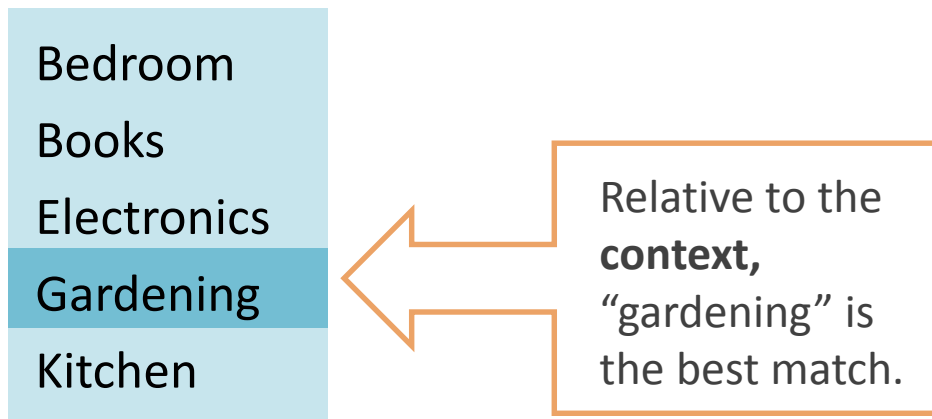 Bedroom
Books
Electronics
Gardening
Kitchen
Relative to the
context,
“gardening” is
the best match.